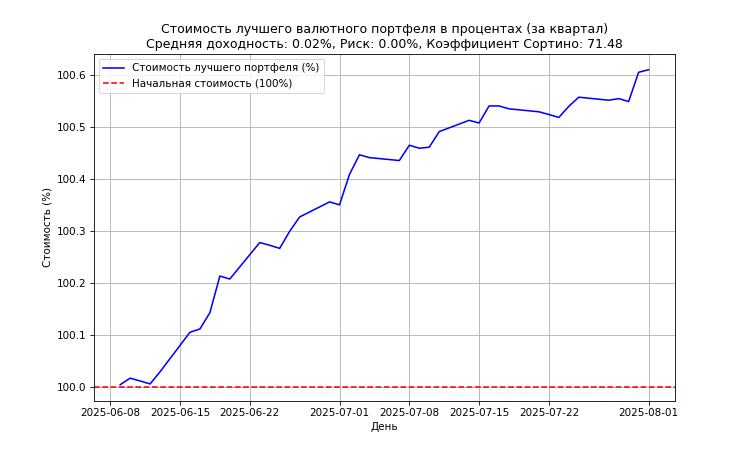 Стоимость лучшего валютного портфеля в процентах (за квартал)
Средняя доходность: 0.02%, Риск: 0.00%, Коэффициент Сортино: 71.48
Стоимость лучшего портфеля (%)
Начальная стоимость (100%)
Стоимость (%)
100.6
100.5
100.4
100.3
100.2
100.1
100.0
2025-06-08 2025-06-15 2025-06-22 2025-07-01 2025-07-08 2025-07-15 2025-07-22 2025-08-01
День